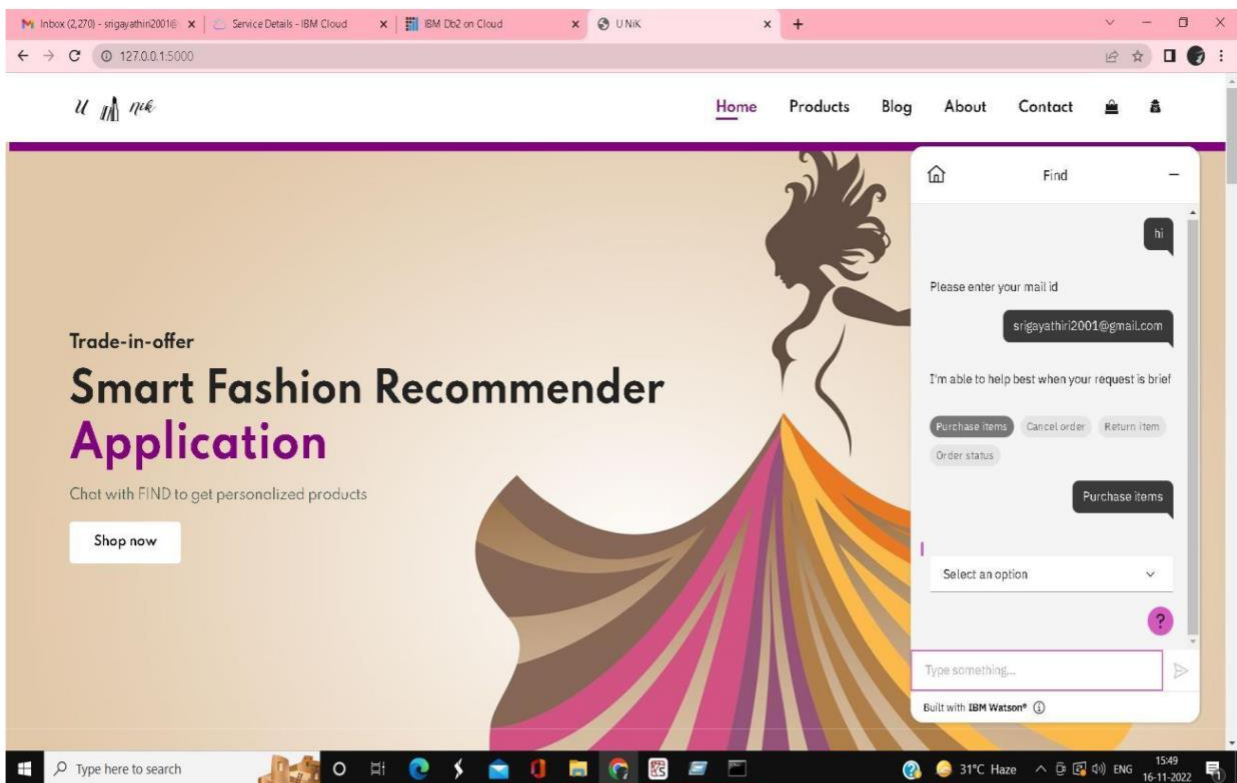 Inbox (2,270) - srigayathiri2001@
Service Details - IBM Cloud
IBM Db2 on Cloud
U NiK
127.0.0.1:5000
U nik
Home
Products
Blog
About
Contact
Trade-in-offer
Smart Fashion Recommender
Application
Chat with FIND to get personalized products
Shop now
Find
hi
Please enter your mail id
srigayathiri2001@gmail.com
I'm able to help best when your request is brief
Purchase items Cancel order Return item
Order status
Purchase items
Select an option
?
Type something...
Built with IBM Watson®
Type here to search
31°C Haze
ENG
15:49
16-11-2022